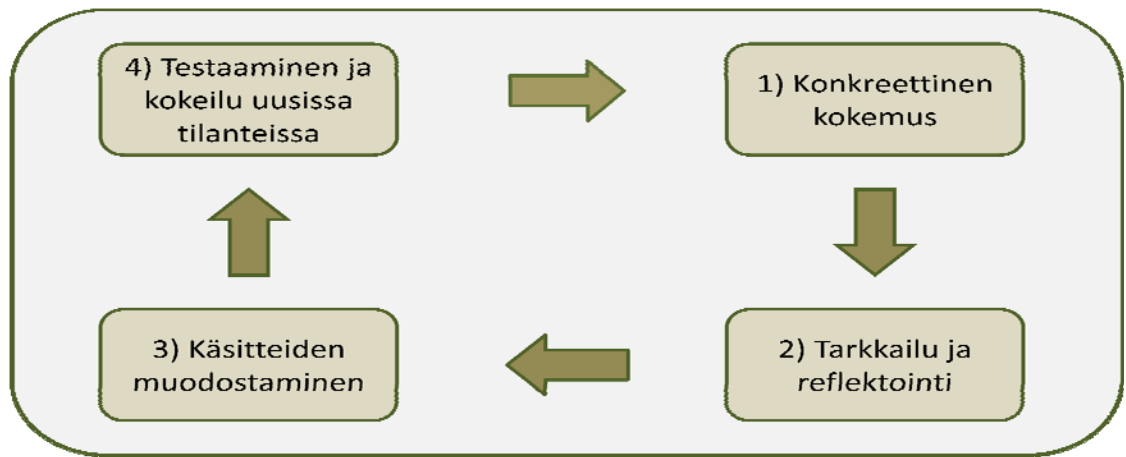 4) Testaaminen ja
kokeilu uusissa
tilanteissa
1) Konkreettinen
kokemus
3) Käsitteiden
muodostaminen
2) Tarkkailu ja
reflektointi